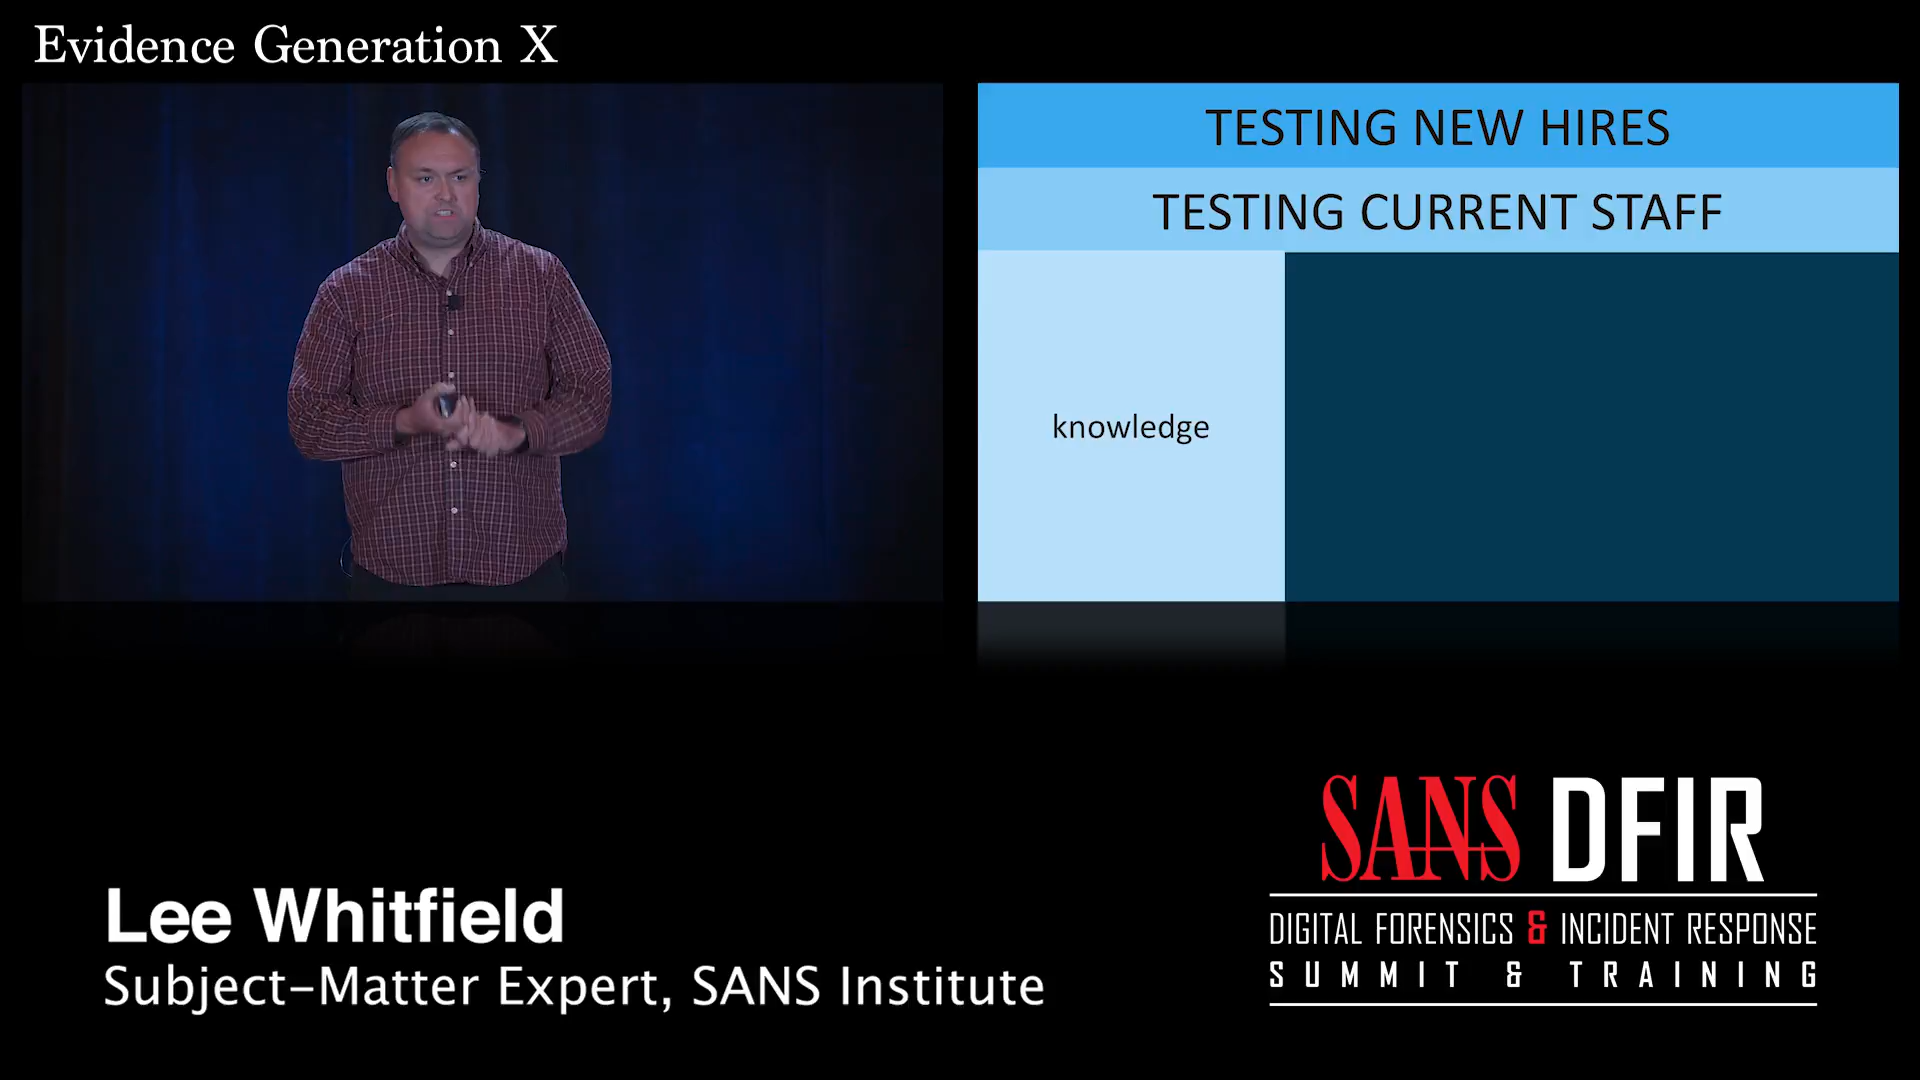 Evidence Generation X
TESTING NEW HIRES
TESTING CURRENT STAFF
knowledge
Lee Whitfield
Subject-Matter Expert, SANS Institute
SANS DFIR
DIGITAL FORENSICS & INCIDENT RESPONSE
SUMMIT & TRAINING